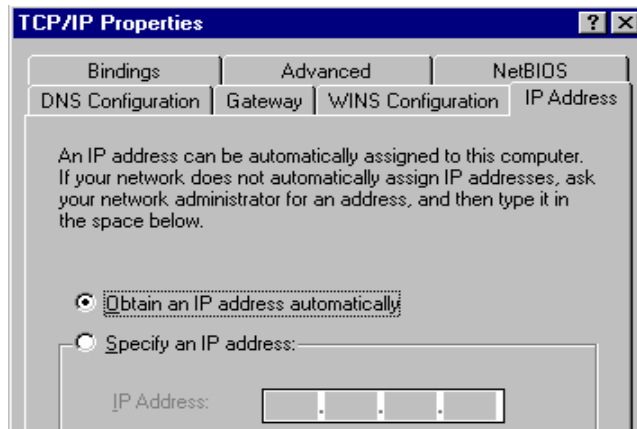 TCP/IP Properties
Bindings Advanced NetBIOS
DNS Configuration Gateway WINS Configuration IP Address
An IP address can be automatically assigned to this computer.
If your network does not automatically assign IP addresses, ask
your network administrator for an address, and then type it in
the space below.
Obtain an IP address automatically
Specify an IP address:
IP Address: